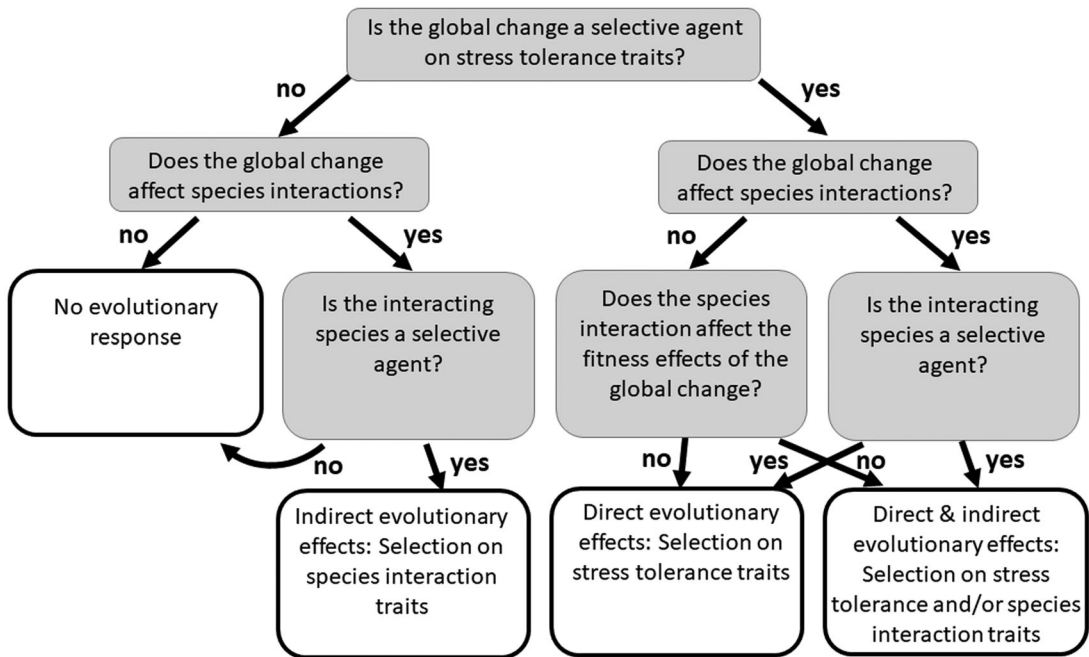 Is the global change a selective agent
on stress tolerance traits?
no
yes
Does the global change
affect species interactions?
Does the global change
affect species interactions?
no
yes
no
yes
No evolutionary
response
Is the interacting
species a selective
agent?
Does the species
interaction affect the
fitness effects of the
global change?
Is the interacting
species a selective
agent?
no
yes
no
yes
no
yes
Indirect evolutionary
effects: Selection on
species interaction
traits
Direct evolutionary
effects: Selection on
stress tolerance traits
Direct & indirect
evolutionary effects:
Selection on stress
tolerance and/or species
interaction traits